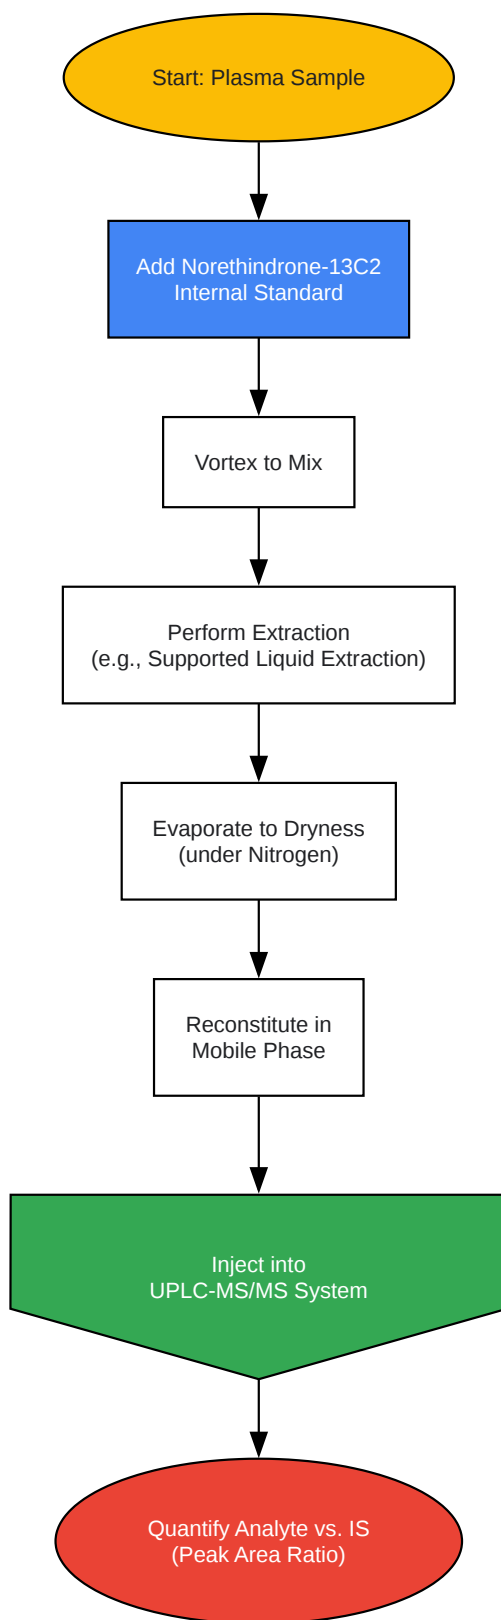 Start: Plasma Sample
Add Norethindrone-13C2
Internal Standard
Vortex to Mix
Perform Extraction
(e.g., Supported Liquid Extraction)
Evaporate to Dryness
(under Nitrogen)
Reconstitute in
Mobile Phase
Inject into
UPLC-MS/MS System
Quantify Analyte vs. IS
(Peak Area Ratio)